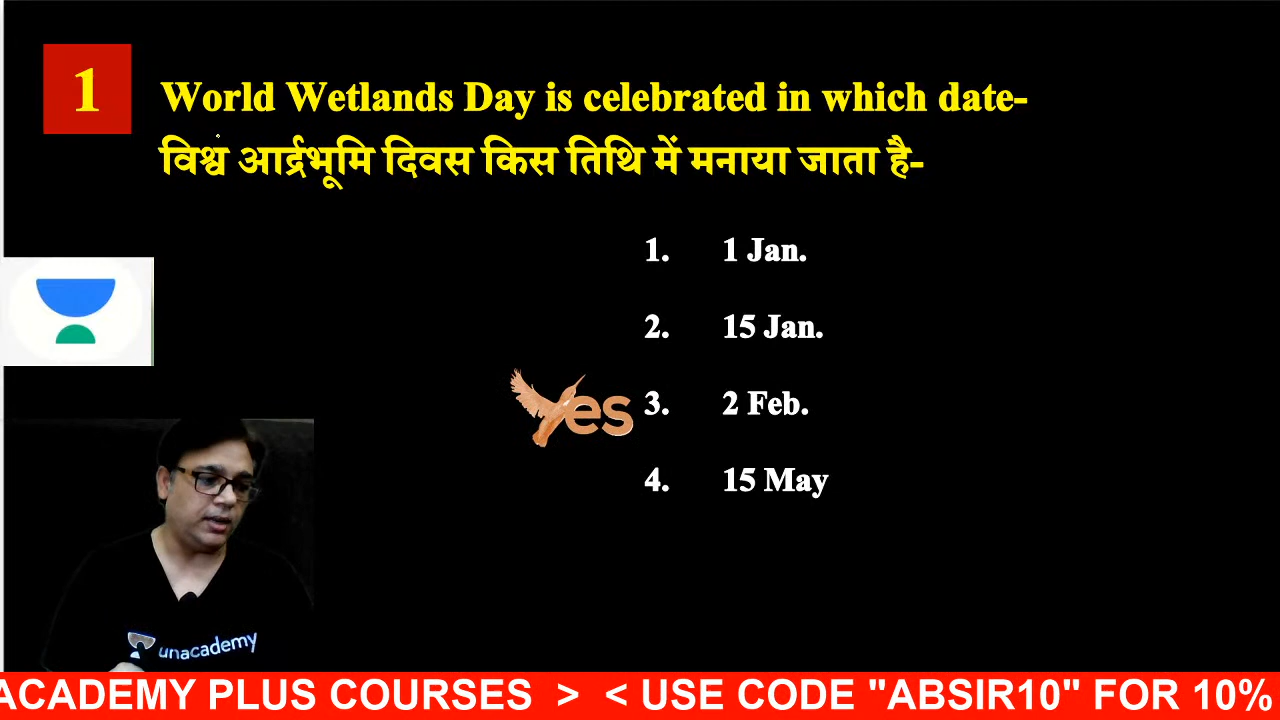 1
World Wetlands Day is celebrated in which date-
विश्व आर्द्रभूमि दिवस किस तिथि में मनाया जाता है-
1. 1 Jan.
2. 15 Jan.
Yes
3. 2 Feb.
4. 15 May
unacademy
ACADEMY PLUS COURSES > < USE CODE "ABSIR10" FOR 10%